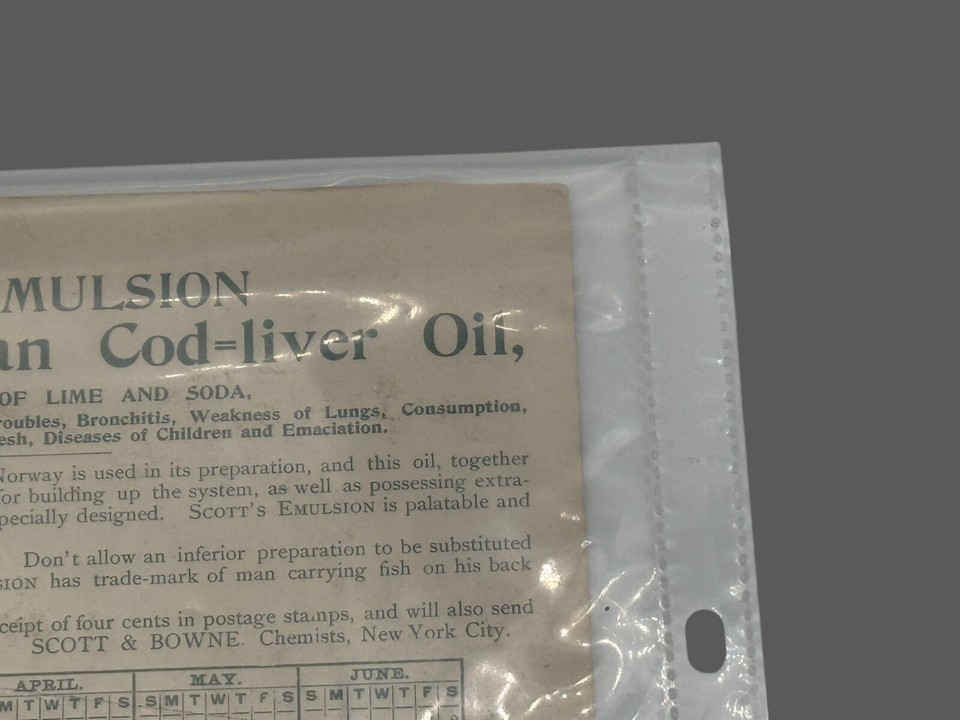 MULSION
an Cod=liver Oil,
OF LIME AND SODA,
roubles, Bronchitis, Weakness of Lungs, Consumption,
esh, Diseases of Children and Emaciation.
Norway is used in its preparation, and this oil, together
for building up the system, as well as possessing extra-
pecially designed. SCOTT'S EMULSION is palatable and
Don't allow an inferior preparation to be substituted
SION has trade-mark of man carrying fish on his back
ceipt of four cents in postage stamps, and will also send
SCOTT & BOWNE. Chemists, New York City.
APRIL. MAY. JUNE.
M T W T F S S M T W T F S S M T W T F S